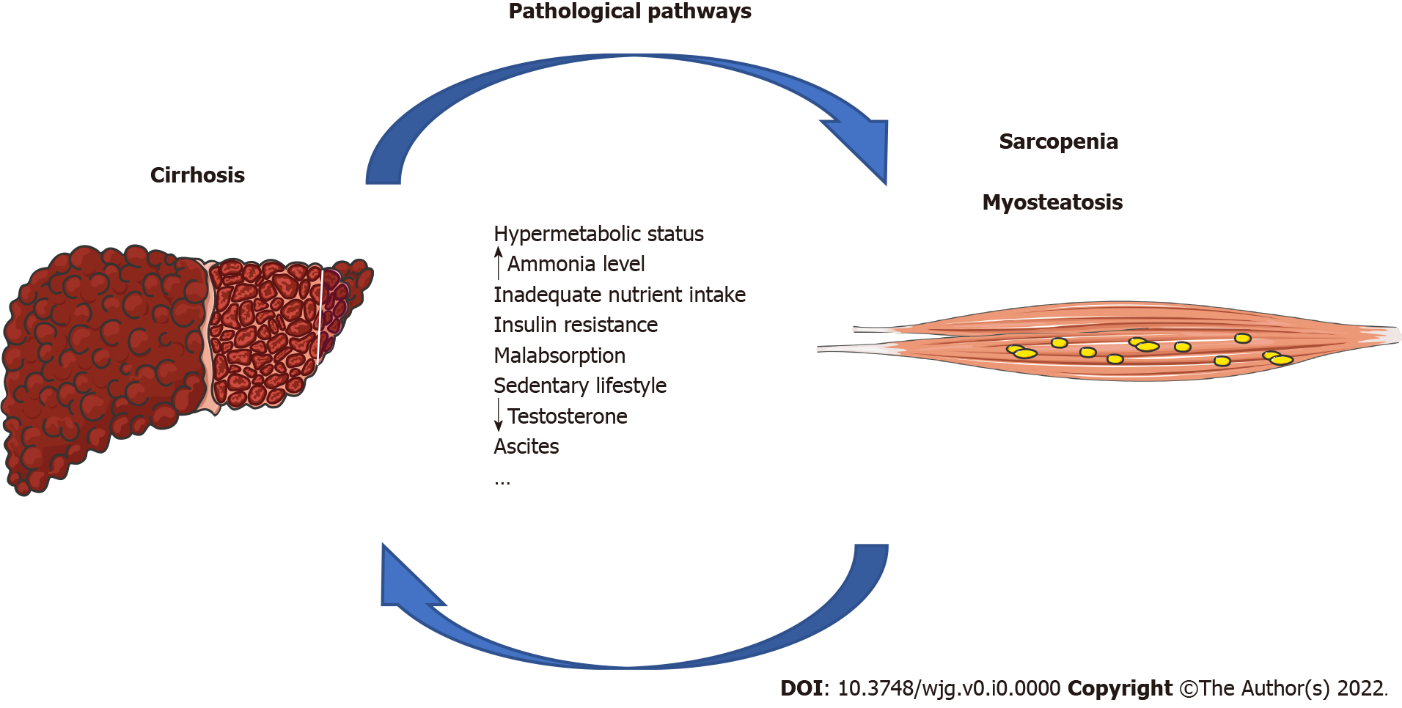 Pathological pathways
Cirrhosis
Sarcopenia
Myosteatosis
Hypermetabolic status
↑ Ammonia level
Inadequate nutrient intake
Insulin resistance
Malabsorption
Sedentary lifestyle
↓ Testosterone
Ascites
...
DOI: 10.3748/wjg.v0.i0.0000 Copyright ©The Author(s) 2022.